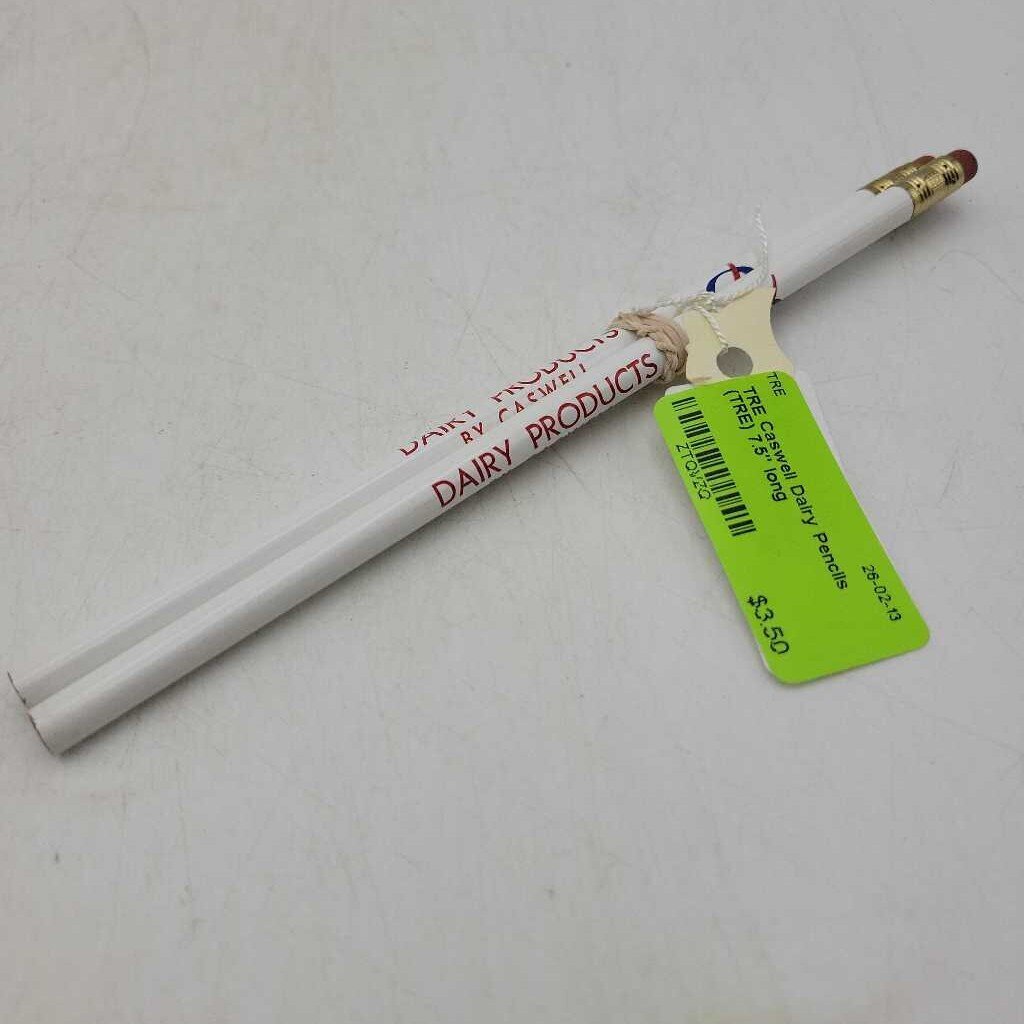 DAIRY PRODUCTS
BY CASWELL
DAIRY PRODUCTS
TRE
TRE Caswell Dairy Pencils
(TRE) 7.5" long
ZTQVZQ
26-02-13
$3.50